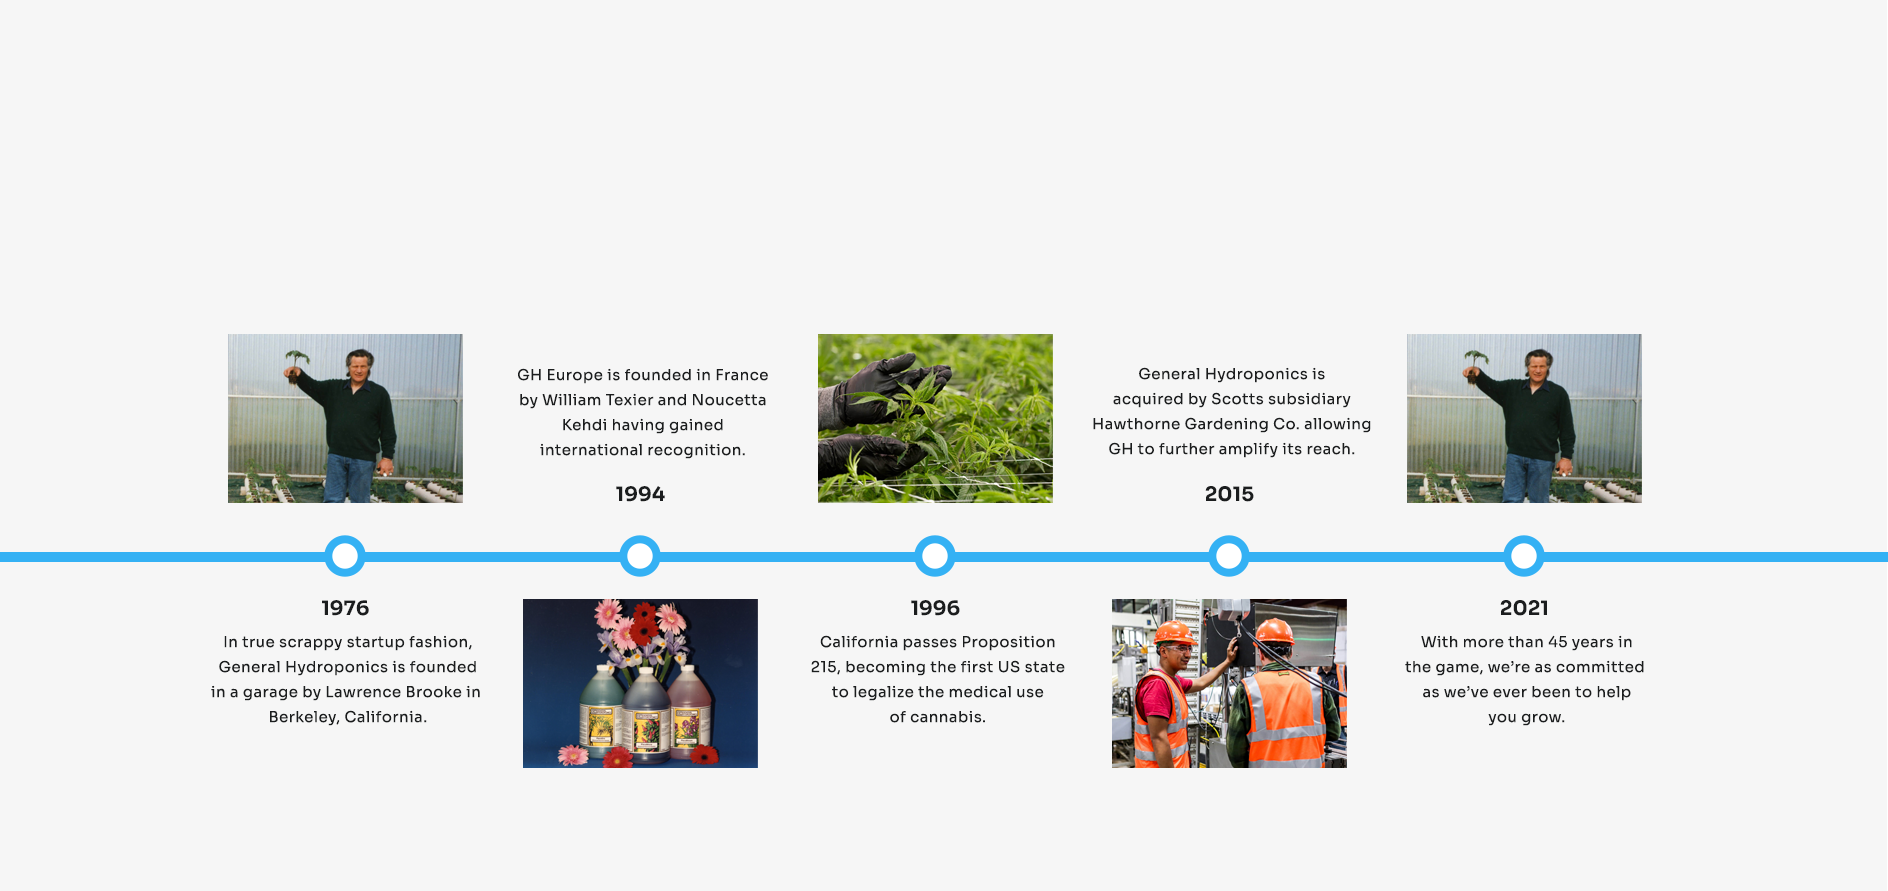 1976
In true scrappy startup fashion,
General Hydroponics is founded
in a garage by Lawrence Brooke in
Berkeley, California.
GH Europe is founded in France
by William Texier and Noucetta
Kehdi having gained
international recognition.
1994
1996
California passes Proposition
215, becoming the first US state
to legalize the medical use
of cannabis.
General Hydroponics is
acquired by Scotts subsidiary
Hawthorne Gardening Co. allowing
GH to further amplify its reach.
2015
2021
With more than 45 years in
the game, we’re as committed
as we’ve ever been to help
you grow.